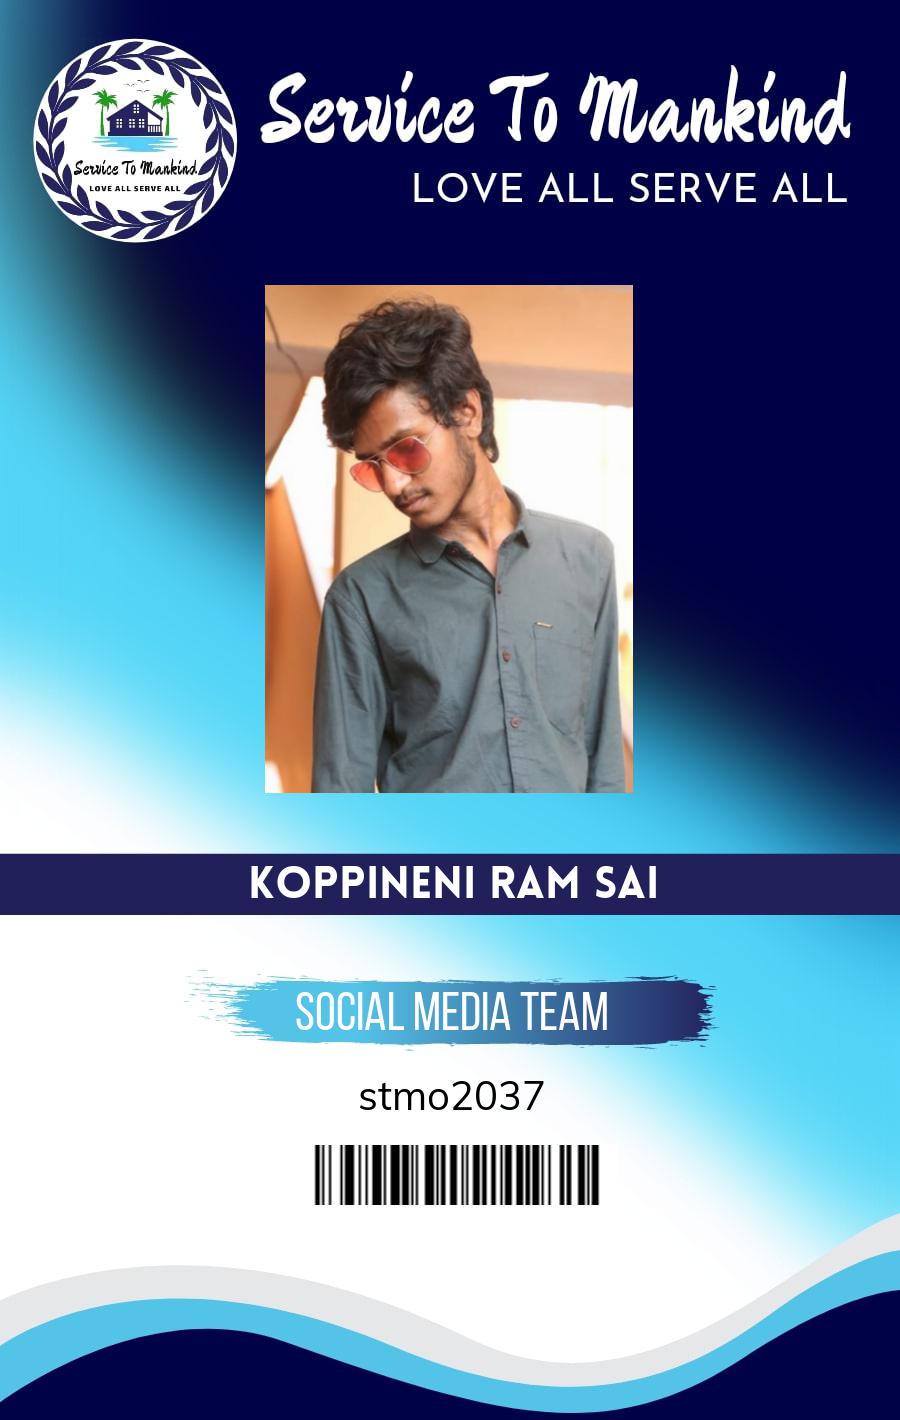 Service To Mankind
LOVE ALL SERVE ALL
Service To Mankind
LOVE ALL SERVE ALL
KOPPINENI RAM SAI
SOCIAL MEDIA TEAM
stmo2037